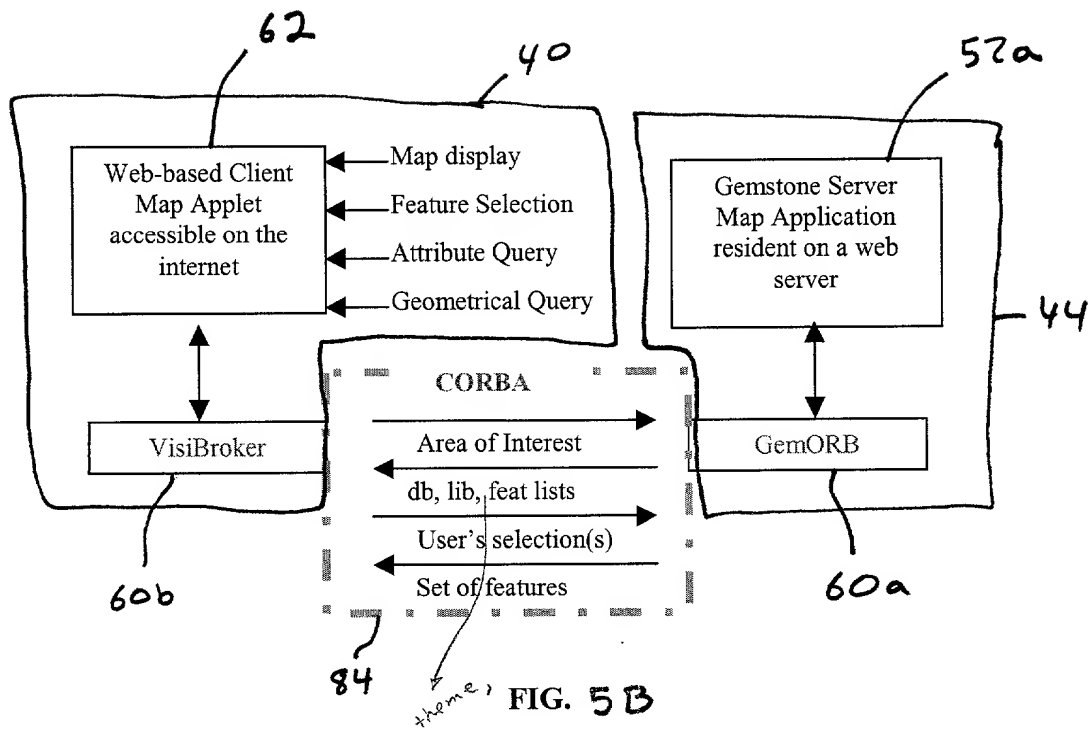 62
40
52a
Web-based Client
Map Applet
accessible on the
internet
Map display
Feature Selection
Attribute Query
Geometrical Query
Gemstone Server
Map Application
resident on a web
server
44
CORBA
VisiBroker
Area of Interest
GemORB
db, lib, feat lists
User's selection(s)
Set of features
60b
60a
84
theme,
FIG. 5B